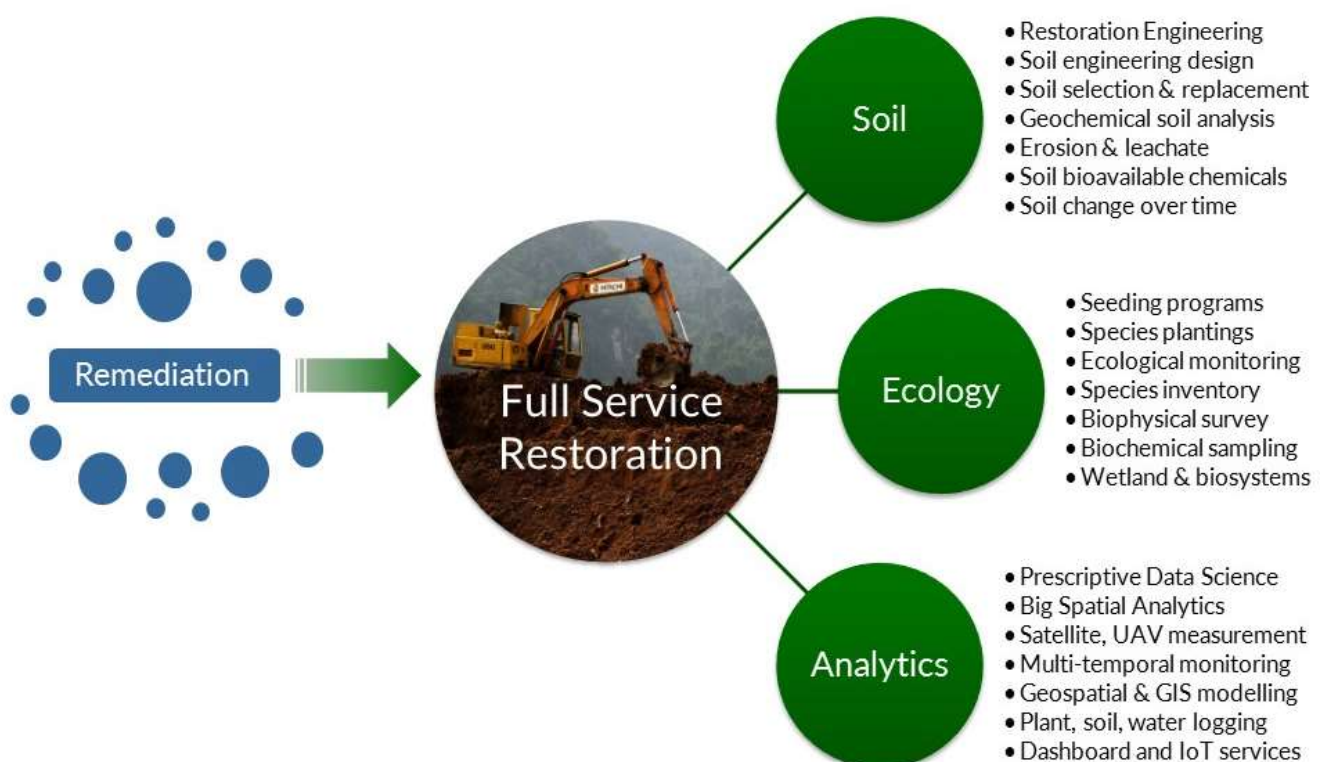 Remediation
Full Service
Restoration
HITACHI
Soil
• Restoration Engineering
• Soil engineering design
• Soil selection & replacement
• Geochemical soil analysis
• Erosion & leachate
• Soil bioavailable chemicals
• Soil change over time
Ecology
• Seeding programs
• Species plantings
• Ecological monitoring
• Species inventory
• Biophysical survey
• Biochemical sampling
• Wetland & biosystems
Analytics
• Prescriptive Data Science
• Big Spatial Analytics
• Satellite, UAV measurement
• Multi-temporal monitoring
• Geospatial & GIS modelling
• Plant, soil, water logging
• Dashboard and IoT services